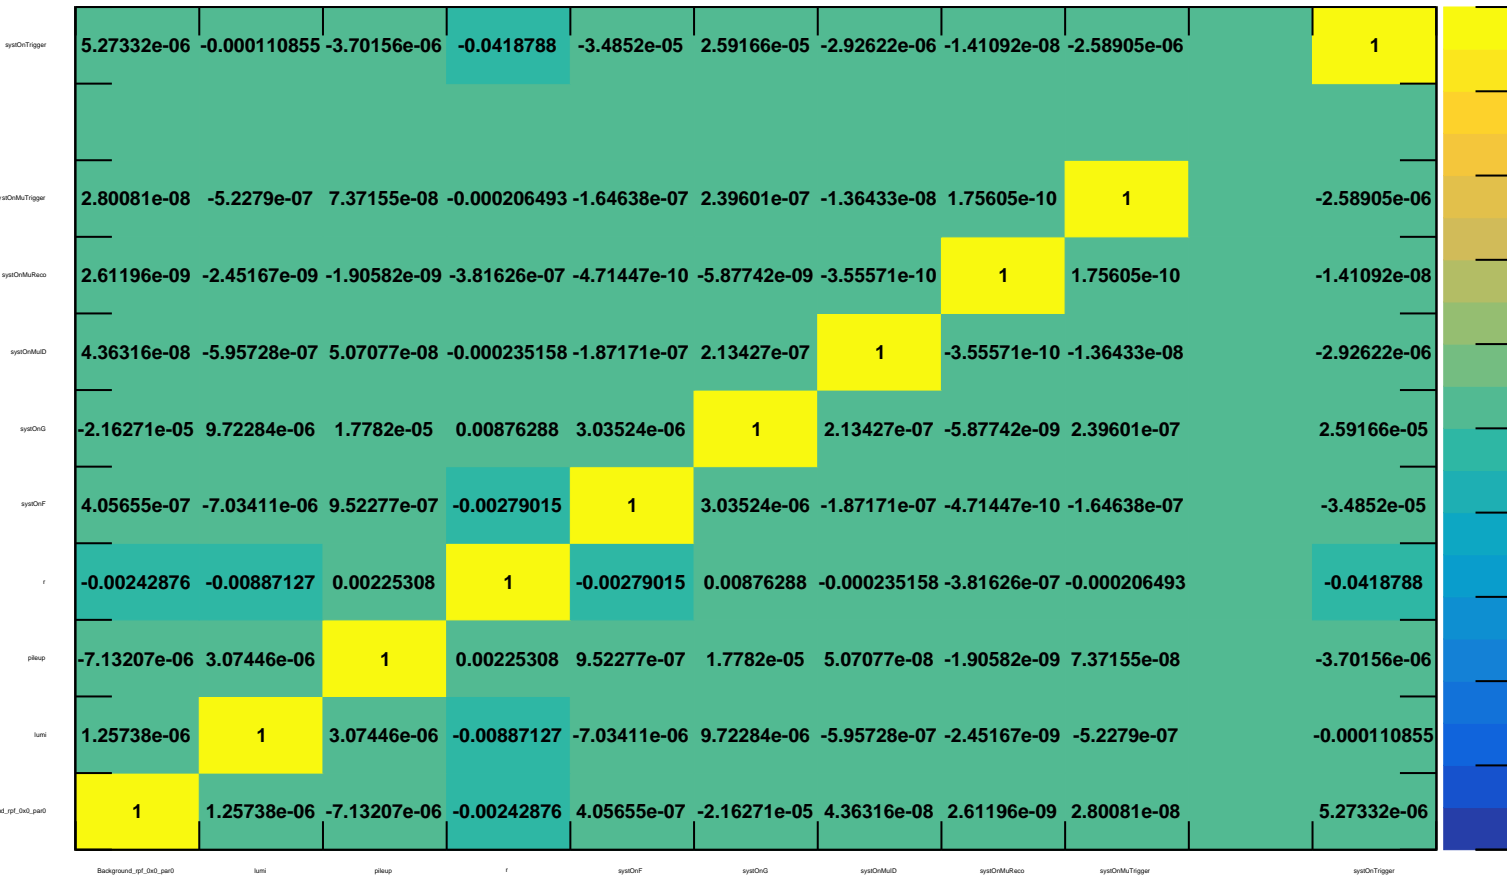 systOnTrigger 5.27332e-06 -0.000110855 -3.70156e-06 -0.0418788 -3.4852e-05 2.59166e-05 -2.92622e-06 -1.41092e-08 -2.58905e-06 1
stOnMuTrigger 2.80081e-08 -5.2279e-07 7.37155e-08 -0.000206493 -1.64638e-07 2.39601e-07 -1.36433e-08 1.75605e-10 1 -2.58905e-06
systOnMuReco 2.61196e-09 -2.45167e-09 -1.90582e-09 -3.81626e-07 -4.71447e-10 -5.87742e-09 -3.55571e-10 1 1.75605e-10 -1.41092e-08
systOnMuID 4.36316e-08 -5.95728e-07 5.07077e-08 -0.000235158 -1.87171e-07 2.13427e-07 1 -3.55571e-10 -1.36433e-08 -2.92622e-06
systOnG -2.16271e-05 9.72284e-06 1.7782e-05 0.00876288 3.03524e-06 1 2.13427e-07 -5.87742e-09 2.39601e-07 2.59166e-05
systOnF 4.05655e-07 -7.03411e-06 9.52277e-07 -0.00279015 1 3.03524e-06 -1.87171e-07 -4.71447e-10 -1.64638e-07 -3.4852e-05
r -0.00242876 -0.00887127 0.00225308 1 -0.00279015 0.00876288 -0.000235158 -3.81626e-07 -0.000206493 -0.0418788
pileup -7.13207e-06 3.07446e-06 1 0.00225308 9.52277e-07 1.7782e-05 5.07077e-08 -1.90582e-09 7.37155e-08 -3.70156e-06
lumi 1.25738e-06 1 3.07446e-06 -0.00887127 -7.03411e-06 9.72284e-06 -5.95728e-07 -2.45167e-09 -5.2279e-07 -0.000110855
d_rpf_0x0_par0 1 1.25738e-06 -7.13207e-06 -0.00242876 4.05655e-07 -2.16271e-05 4.36316e-08 2.61196e-09 2.80081e-08 5.27332e-06
Background_rpf_0x0_par0 lumi pileup r systOnF systOnG systOnMuID systOnMuReco systOnMuTrigger systOnTrigger